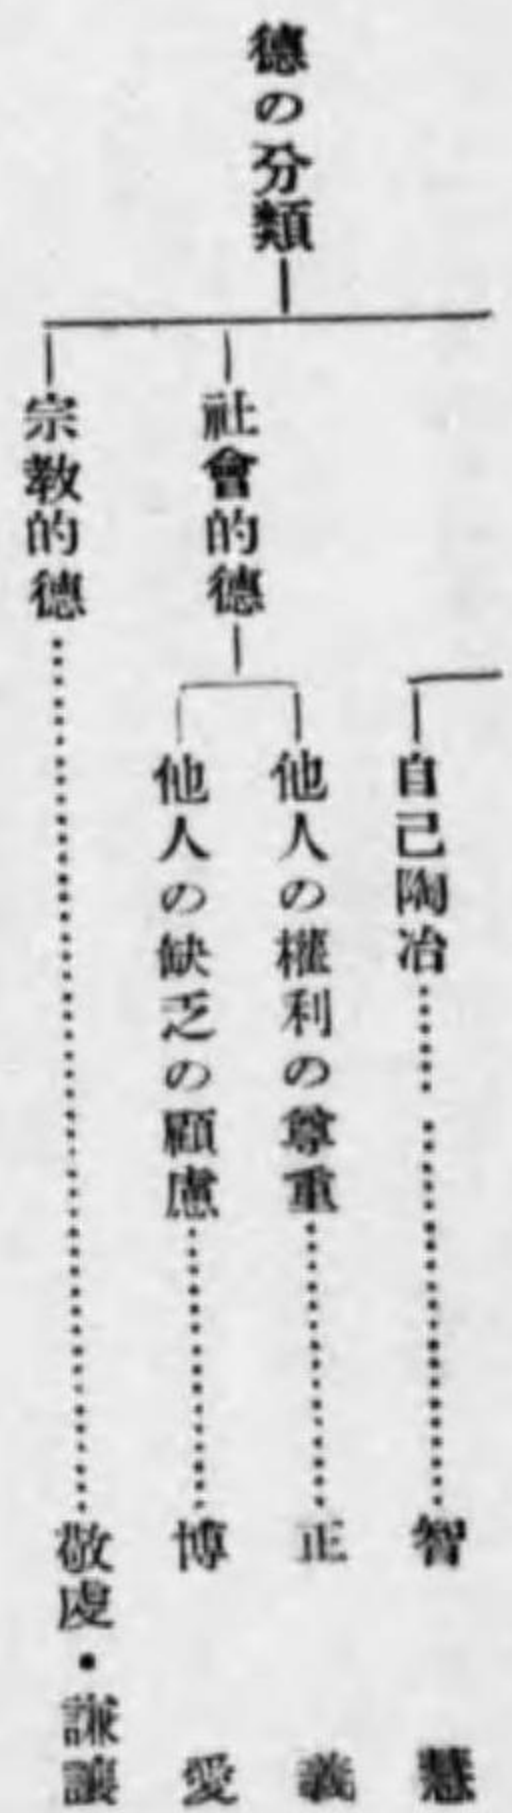 德の分類
自己陶冶……智慧
社會的德
他人の權利の尊重……正義
他人の缺乏の顧慮……博愛
宗教的德……敬虔・謙讓